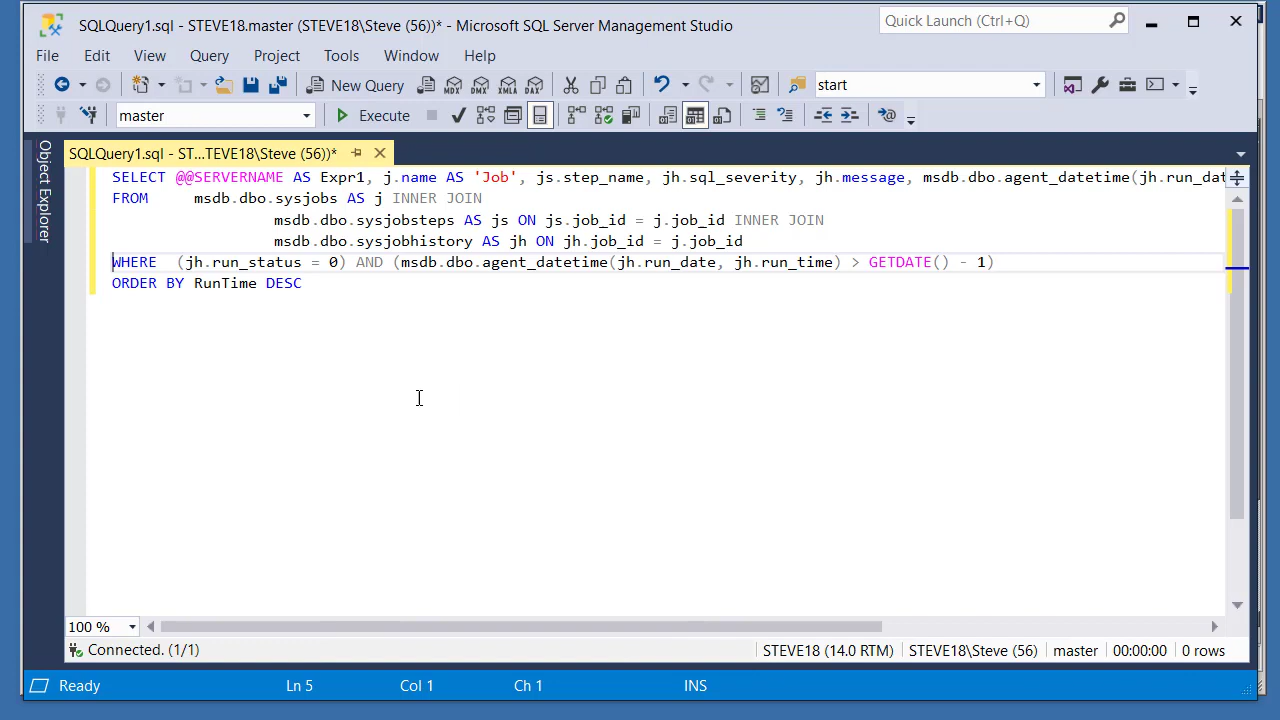 SQLQuery1.sql - STEVE18.master (STEVE18\Steve (56))* - Microsoft SQL Server Management Studio
Quick Launch (Ctrl+Q)
File Edit View Query Project Tools Window Help
New Query
start
MDX DMX XMLA DAX
master
Execute
Object Explorer
SQLQuery1.sql - ST...TEVE18\Steve (56))*
SELECT @@SERVERNAME AS Expr1, j.name AS 'Job', js.step_name, jh.sql_severity, jh.message, msdb.dbo.agent_datetime(jh.run_dat
FROM msdb.dbo.sysjobs AS j INNER JOIN
msdb.dbo.sysjobsteps AS js ON js.job_id = j.job_id INNER JOIN
msdb.dbo.sysjobhistory AS jh ON jh.job_id = j.job_id
WHERE (jh.run_status = 0) AND (msdb.dbo.agent_datetime(jh.run_date, jh.run_time) > GETDATE() - 1)
ORDER BY RunTime DESC
100 %
Connected. (1/1)
STEVE18 (14.0 RTM) STEVE18\Steve (56) master 00:00:00 0 rows
Ready Ln 5 Col 1 Ch 1 INS